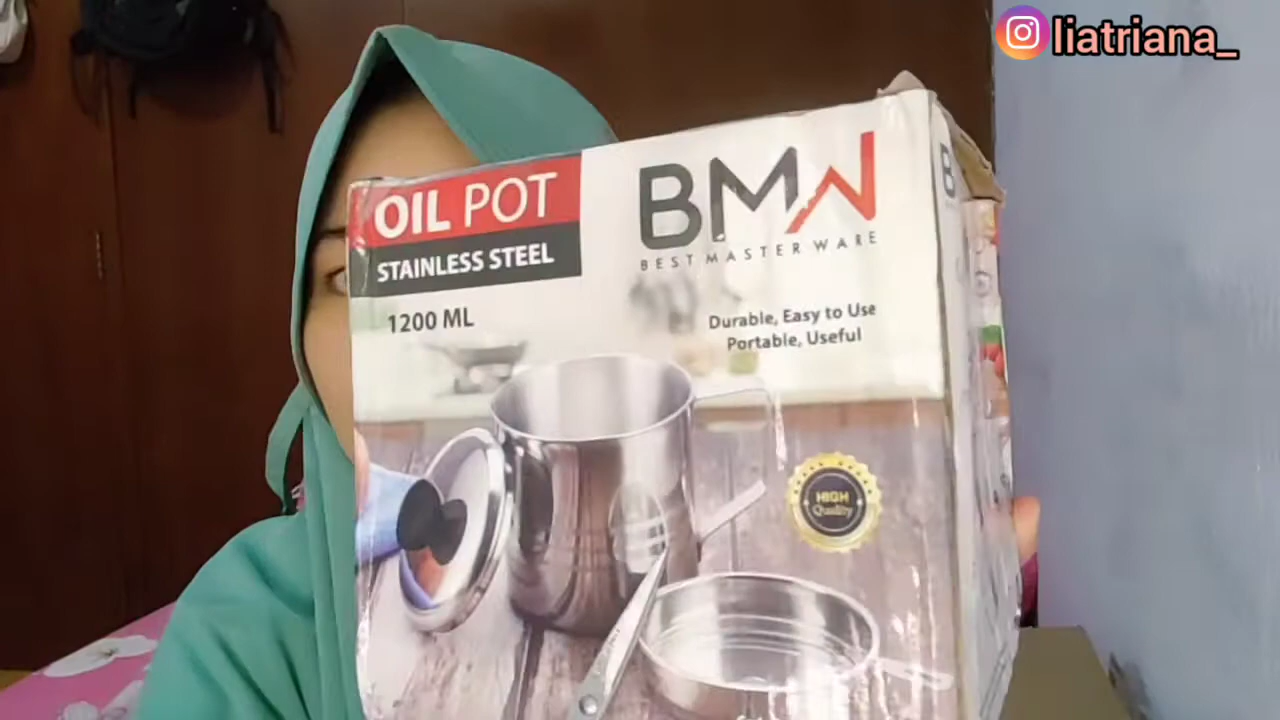 liatriana_
OIL POT
STAINLESS STEEL
1200 ML
BMW
BEST MASTER WARE
Durable, Easy to Use
Portable, Useful
HIGH
Quality
B